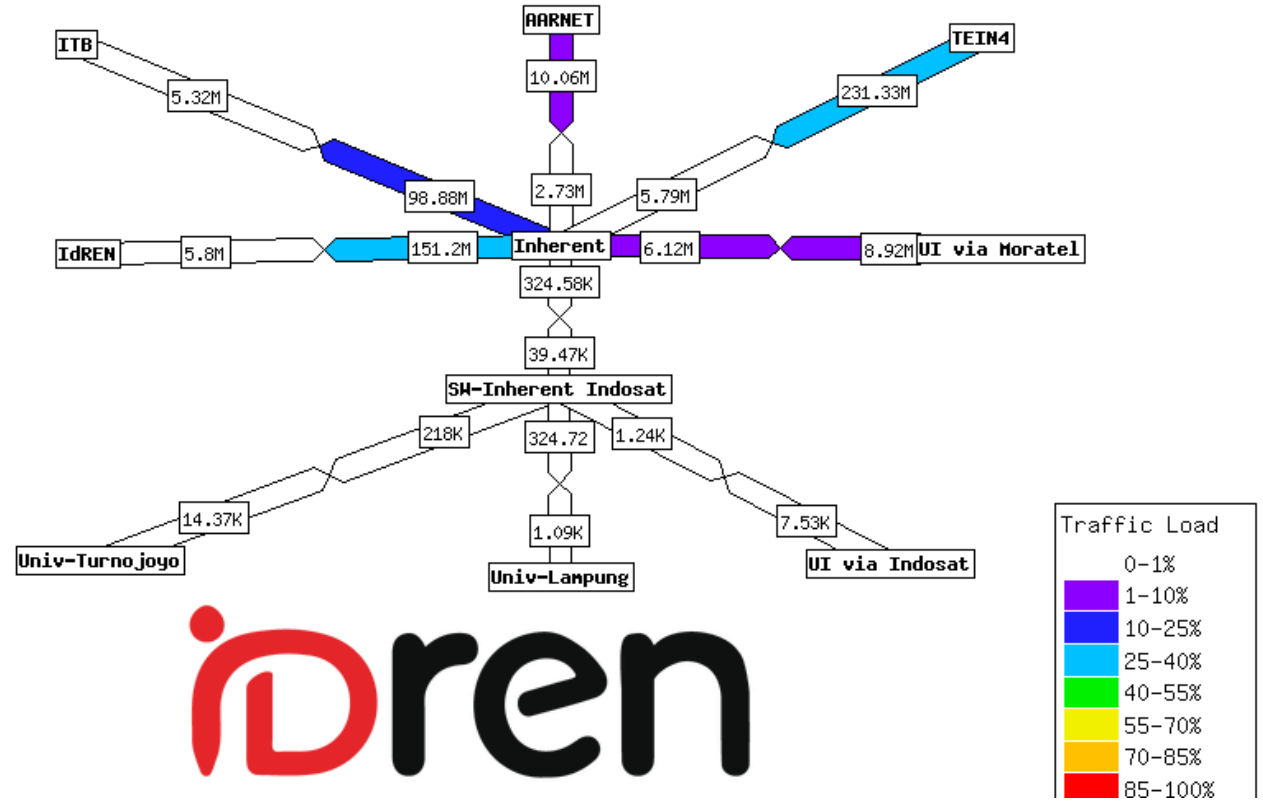 AARNET
ITB
TEIN4
10.06M
5.32M
231.33M
98.88M
2.73M
5.79M
IdREN
5.8M
151.2M
Inherent
6.12M
8.92M
UI via Moratel
324.58K
39.47K
SW-Inherent Indosat
218K
324.72
1.24K
14.37K
1.09K
7.53K
Univ-Turnojoyo
Univ-Lampung
UI via Indosat
Traffic Load
0-1%
1-10%
10-25%
25-40%
40-55%
55-70%
70-85%
85-100%
iDren